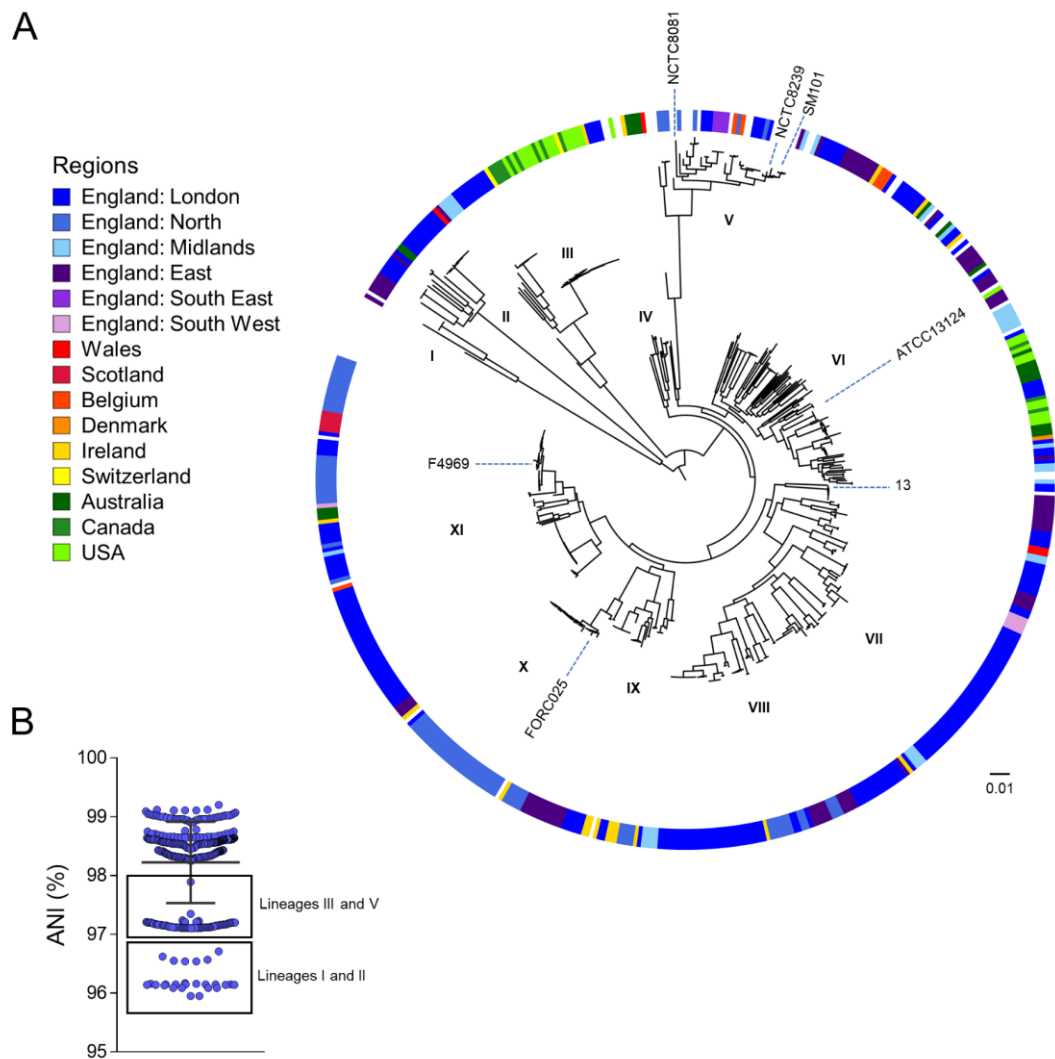 A
NCTC8081
NCTC8239
SM101
Regions
England: London
England: North
England: Midlands
England: East
England: South East
England: South West
Wales
Scotland
Belgium
Denmark
Ireland
Switzerland
Australia
Canada
USA
III
V
II
IV
I
VI
ATCC13124
F4969
13
XI
VII
X
IX
VIII
FORC025
0.01
B
100
99
98
97
96
95
ANI (%)
Lineages III and V
Lineages I and II